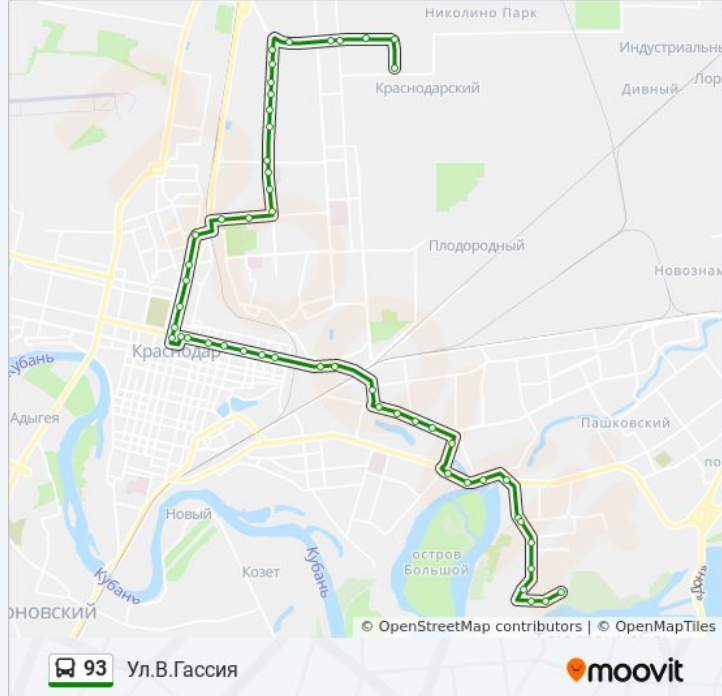 Николино Парк
Индустриальны
Краснодарский
Дивный
Лор
Плодородный
Новознам
Краснодар
Кубань
Адыгея
Пашковский
по
Новый
остров
Большой
Козет
Кубань
Кубань
«Дон»
оновский
© OpenStreetMap contributors | © OpenMapTiles
93 Ул.В.Гассия
moovit